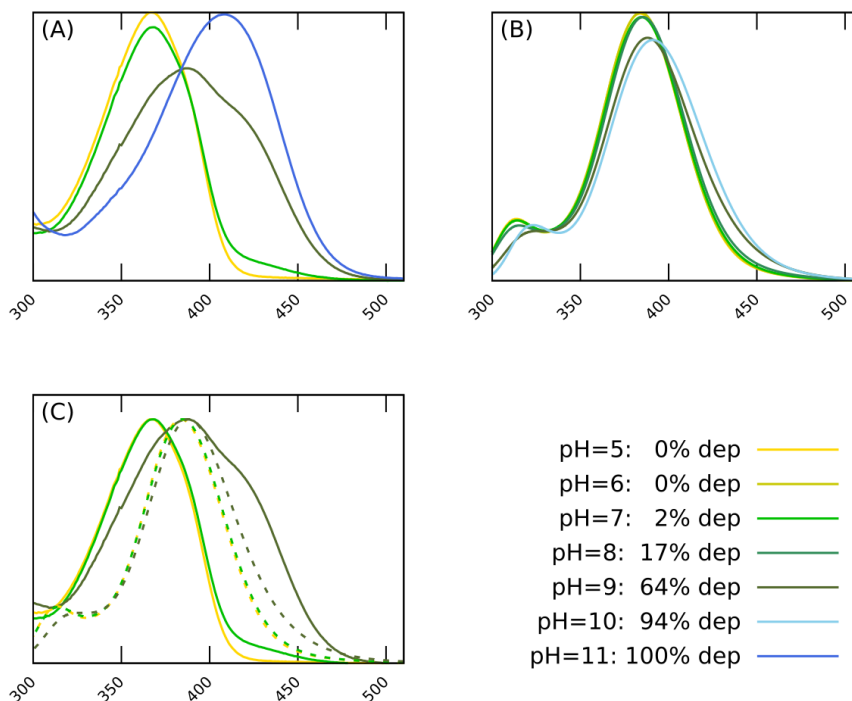 (A)
300 350 400 450 500
(B)
300 350 400 450 500
(C)
300 350 400 450 500
pH=5: 0% dep
pH=6: 0% dep
pH=7: 2% dep
pH=8: 17% dep
pH=9: 64% dep
pH=10: 94% dep
pH=11: 100% dep